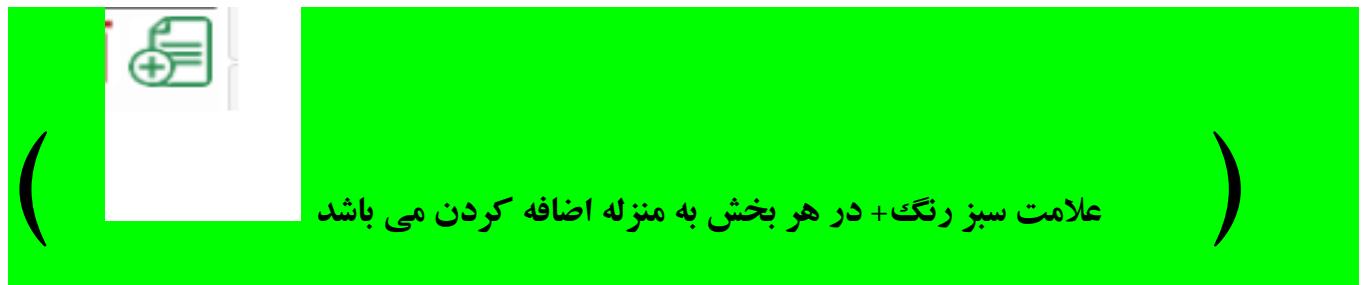 (علامت سبز رنگ+ در هر بخش به منزله اضافه کردن می باشد)